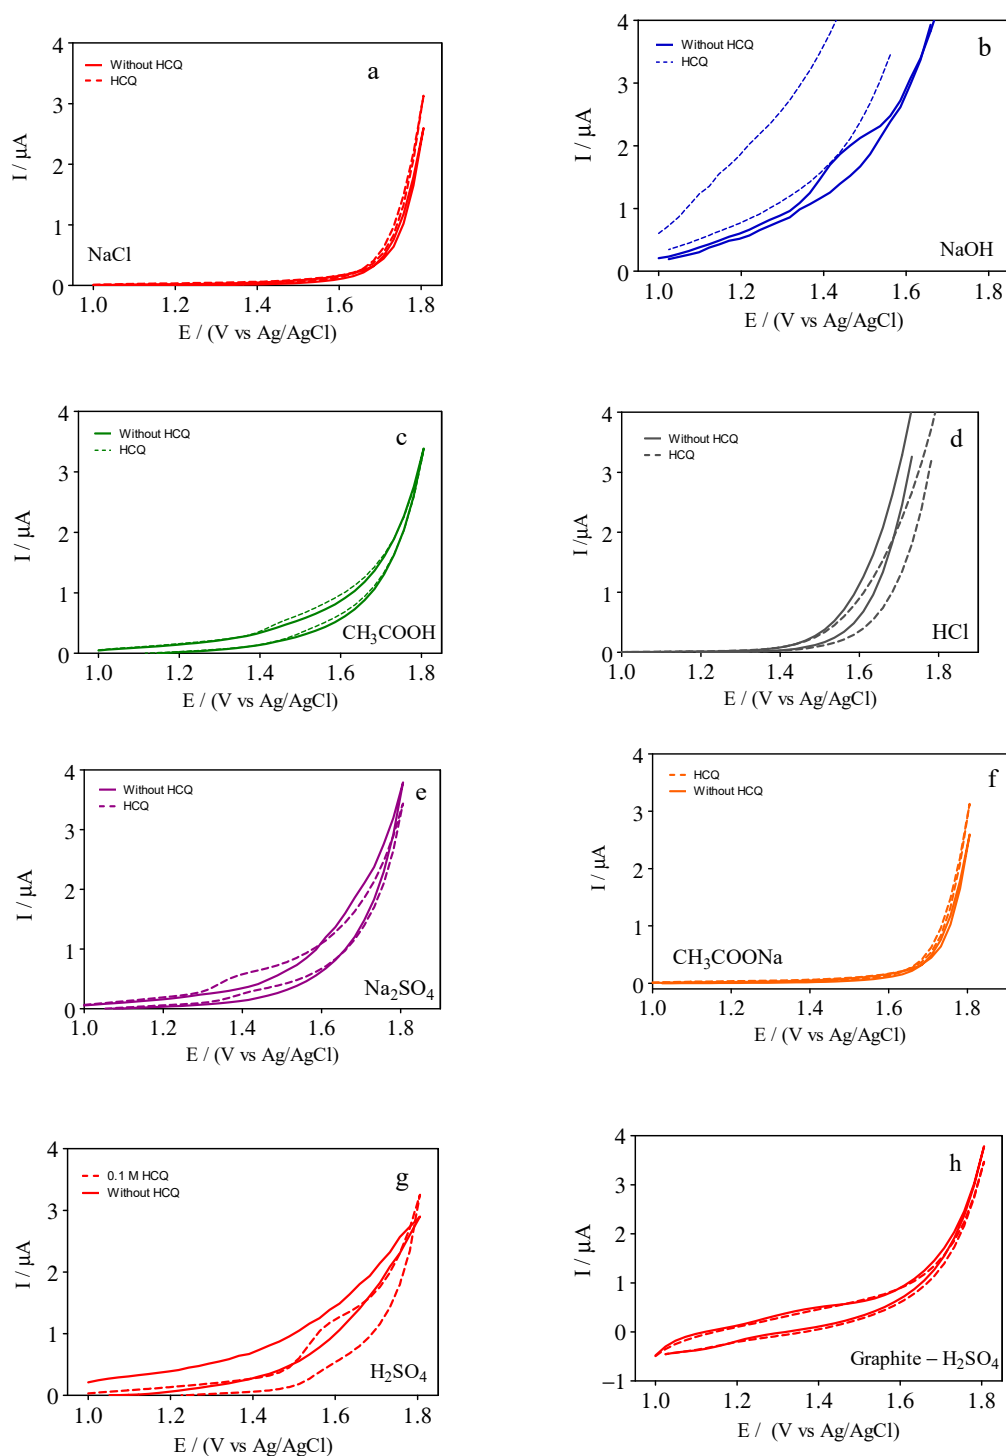 a
Without HCQ
HCQ
4
3
2
1
0
I / μA
NaCl
1.0 1.2 1.4 1.6 1.8
E / (V vs Ag/AgCl)
b
Without HCQ
HCQ
4
3
2
1
0
I / μA
NaOH
1.0 1.2 1.4 1.6 1.8
E / (V vs Ag/AgCl)
c
Without HCQ
HCQ
4
3
2
1
0
I / μA
CH₃COOH
1.0 1.2 1.4 1.6 1.8
E / (V vs Ag/AgCl)
d
Without HCQ
HCQ
4
3
2
1
0
I /μA
HCl
1.0 1.2 1.4 1.6 1.8
E / (V vs Ag/AgCl)
e
Without HCQ
HCQ
4
3
2
1
0
I / μA
Na₂SO₄
1.0 1.2 1.4 1.6 1.8
E / (V vs Ag/AgCl)
f
HCQ
Without HCQ
4
3
2
1
0
I / μA
CH₃COONa
1.0 1.2 1.4 1.6 1.8
E / (V vs Ag/AgCl)
g
0.1 M HCQ
Without HCQ
4
3
2
1
0
I / μA
H₂SO₄
1.0 1.2 1.4 1.6 1.8
E / (V vs Ag/AgCl)
h
4
3
2
1
0
−1
I / μA
Graphite – H₂SO₄
1.0 1.2 1.4 1.6 1.8
E / (V vs Ag/AgCl)